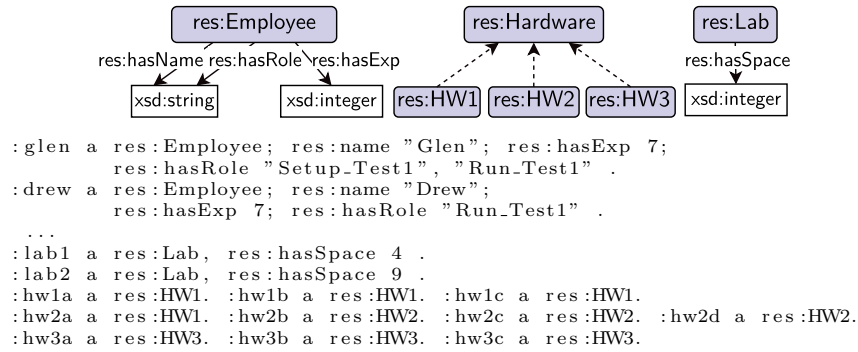 res:Employee res:Hardware res:Lab
res:hasName res:hasRole res:hasExp res:hasSpace
xsd:string xsd:integer res:HW1 res:HW2 res:HW3 xsd:integer
:glen a res:Employee; res:name "Glen"; res:hasExp 7;
res:hasRole "Setup_Test1", "Run_Test1" .
:drew a res:Employee; res:name "Drew";
res:hasExp 7; res:hasRole "Run_Test1" .
...
:lab1 a res:Lab, res:hasSpace 4 .
:lab2 a res:Lab, res:hasSpace 9 .
:hw1a a res:HW1. :hw1b a res:HW1. :hw1c a res:HW1.
:hw2a a res:HW1. :hw2b a res:HW2. :hw2c a res:HW2. :hw2d a res:HW2.
:hw3a a res:HW3. :hw3b a res:HW3. :hw3c a res:HW3.